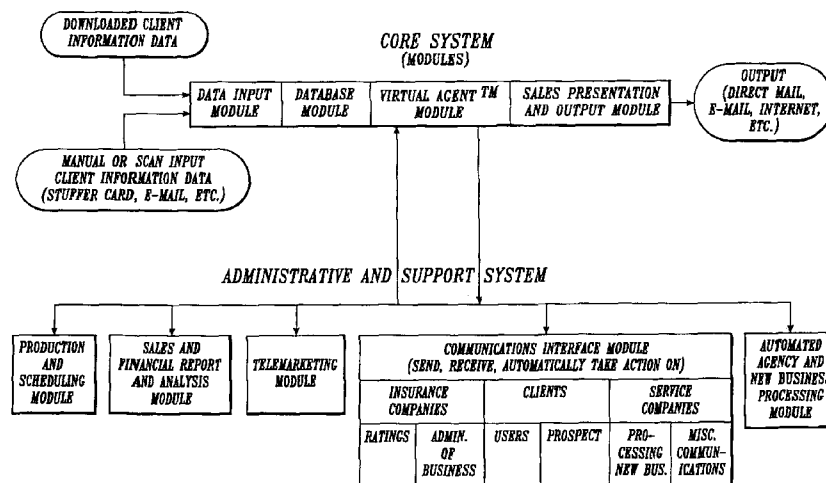 DOWNLOADED CLIENT
INFORMATION DATA
CORE SYSTEM
(MODULES)
DATA INPUT
MODULE
DATABASE
MODULE
VIRTUAL AGENT™
MODULE
SALES PRESENTATION
AND OUTPUT MODULE
OUTPUT
(DIRECT MAIL,
E-MAIL, INTERNET,
ETC.)
MANUAL OR SCAN INPUT
CLIENT INFORMATION DATA
(STUFFER CARD, E-MAIL, ETC.)
ADMINISTRATIVE AND SUPPORT SYSTEM
PRODUCTION
AND
SCHEDULING
MODULE
SALES AND
FINANCIAL REPORT
AND ANALYSIS
MODULE
TELEMARKETING
MODULE
COMMUNICATIONS INTERFACE MODULE
(SEND, RECEIVE, AUTOMATICALLY TAKE ACTION ON)
INSURANCE
COMPANIES
CLIENTS
SERVICE
COMPANIES
RATINGS
ADMIN.
OF
BUSINESS
USERS
PROSPECT
PRO-
CESSING
NEW BUS.
MISC.
COMMUN-
ICATIONS
AUTOMATED
AGENCY AND
NEW BUSINESS
PROCESSING
MODULE